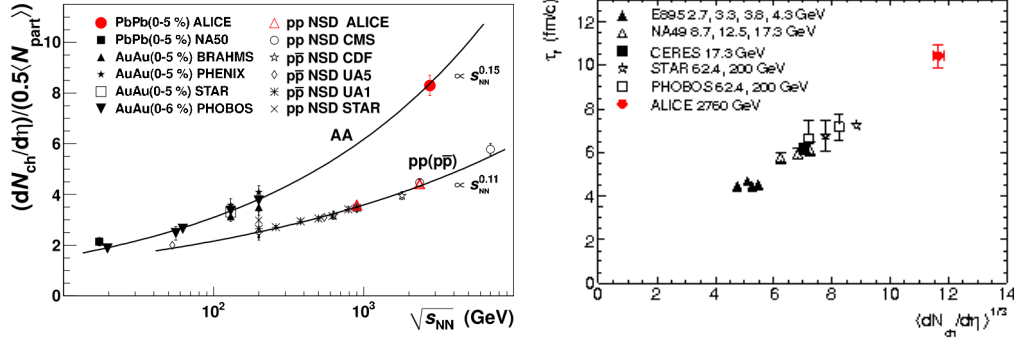 PbPb(0-5 %) ALICE
PbPb(0-5 %) NA50
AuAu(0-5 %) BRAHMS
AuAu(0-5 %) PHENIX
AuAu(0-5 %) STAR
AuAu(0-6 %) PHOBOS
pp NSD ALICE
pp NSD CMS
pp̅ NSD CDF
pp̅ NSD UA5
pp̅ NSD UA1
pp NSD STAR
∝ s_NN^0.15
AA
pp(pp̅)
∝ s_NN^0.11
(dN_ch/dη)/(0.5⟨N_part⟩)
10
8
6
4
2
0
10²
10³
√s_NN (GeV)
E895 2.7, 3.3, 3.8, 4.3 GeV
NA49 8.7, 12.5, 17.3 GeV
CERES 17.3 GeV
STAR 62.4, 200 GeV
PHOBOS 62.4, 200 GeV
ALICE 2760 GeV
τ_f (fm/c)
12
10
8
6
4
2
0
0 2 4 6 8 10 12 14
⟨dN_ch/dη⟩^1/3